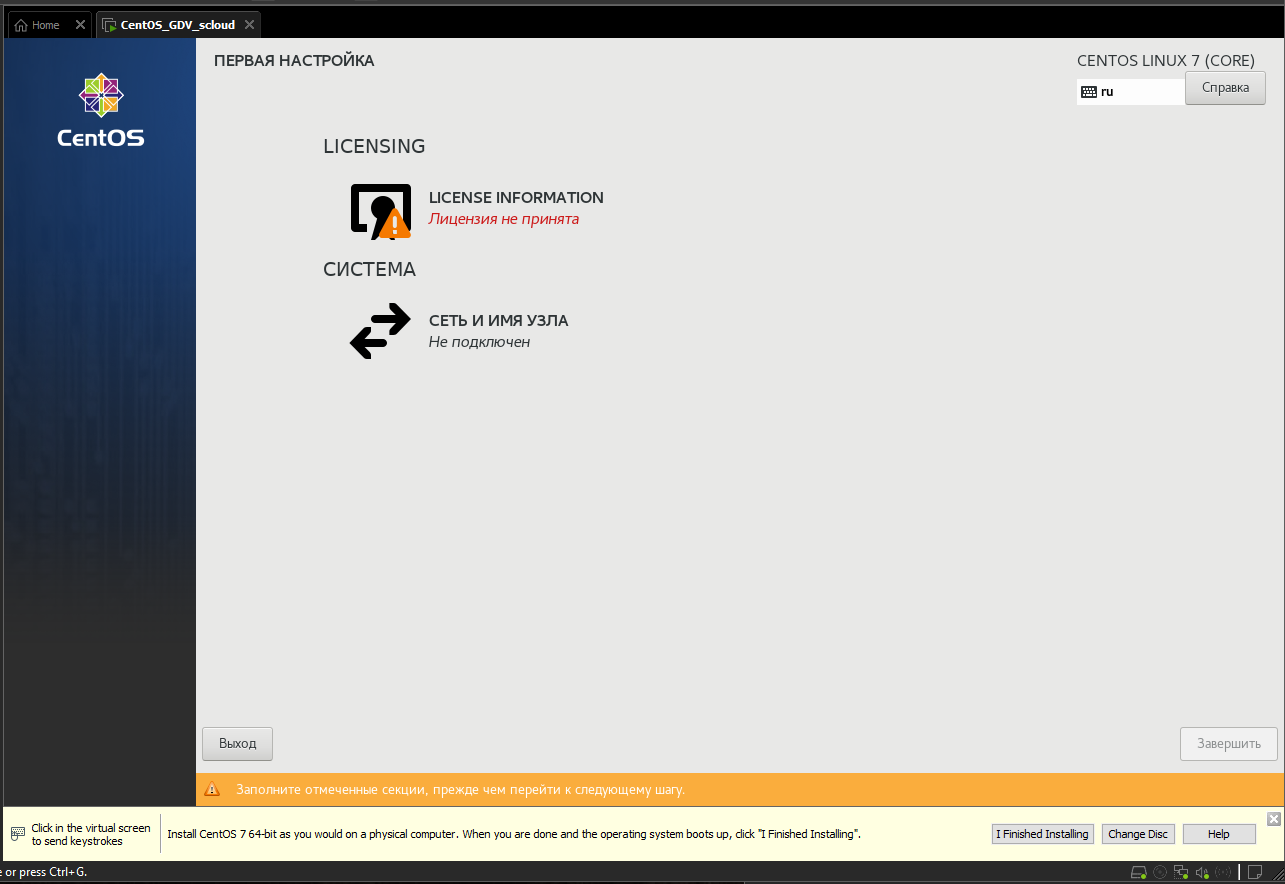 Home
CentOS_GDV_scloud
CentOS
ПЕРВАЯ НАСТРОЙКА
CENTOS LINUX 7 (CORE)
ru
Справка
LICENSING
LICENSE INFORMATION
Лицензия не принята
СИСТЕМА
СЕТЬ И ИМЯ УЗЛА
Не подключен
Выход
Завершить
Заполните отмеченные секции, прежде чем перейти к следующему шагу.
Click in the virtual screen
to send keystrokes
Install CentOS 7 64-bit as you would on a physical computer. When you are done and the operating system boots up, click "I Finished Installing".
I Finished Installing
Change Disc
Help
or press Ctrl+G.